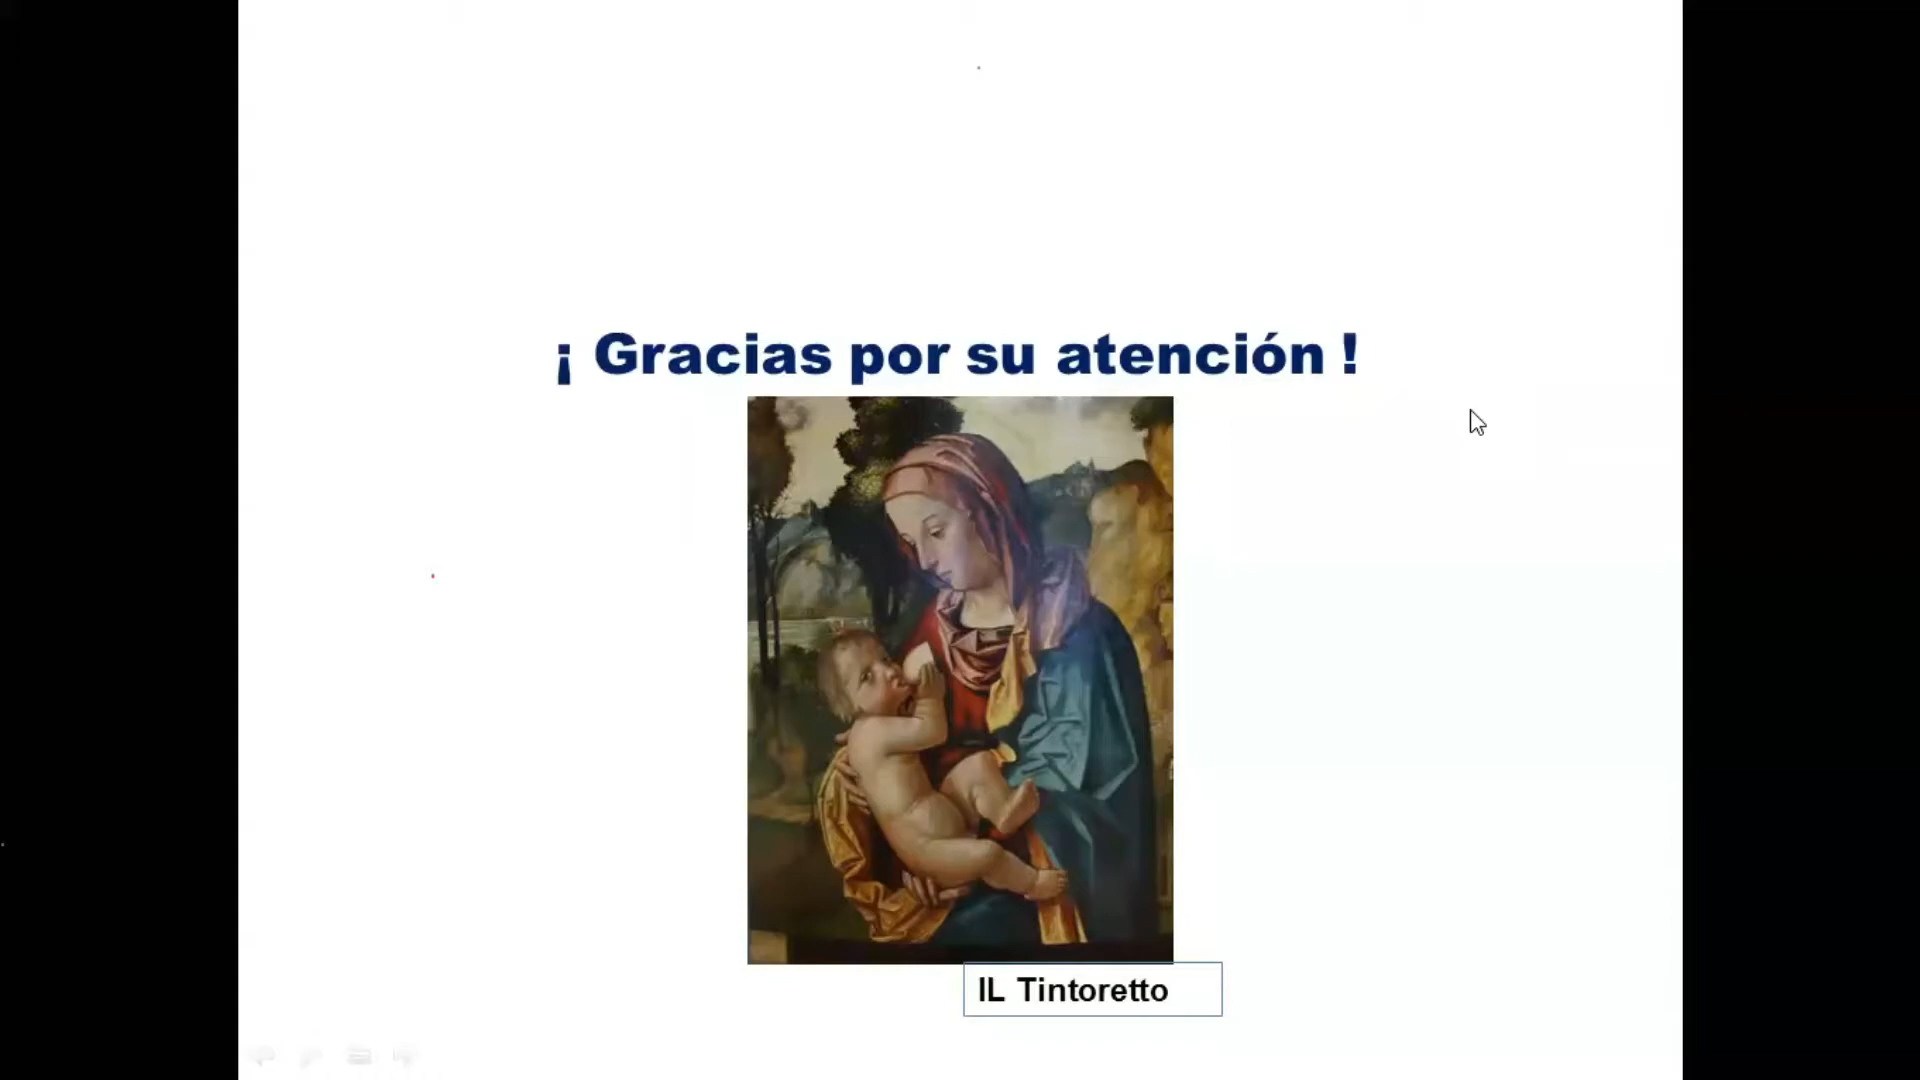 ¡ Gracias por su atención !
IL Tintoretto